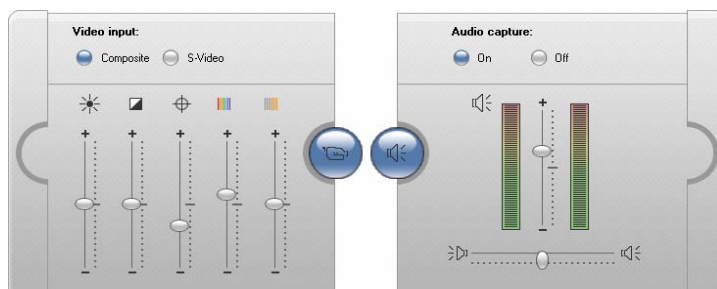 Video input:
Composite S-Video
Audio capture:
On Off
+ + + + +
- - - - -
+
-